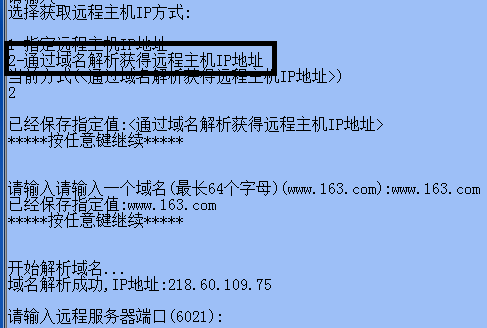 选择获取远程主机IP方式:
1-指定远程主机IP地址
2-通过域名解析获得远程主机IP地址
当前方式(<通过域名解析获得远程主机IP地址>)
2
已经保存指定值:<通过域名解析获得远程主机IP地址>
*****按任意键继续*****
请输入请输入一个域名(最长64个字母)(www.163.com):www.163.com
已经保存指定值:www.163.com
*****按任意键继续*****
开始解析域名...
域名解析成功,IP地址:218.60.109.75
请输入远程服务器端口(6021):